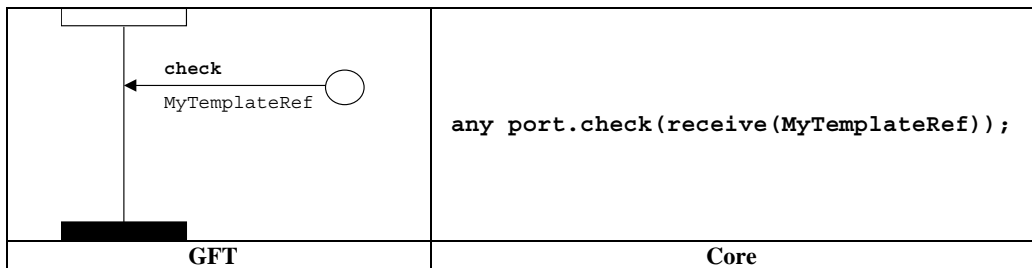 check
MyTemplateRef
any port.check(receive(MyTemplateRef));
GFT
Core